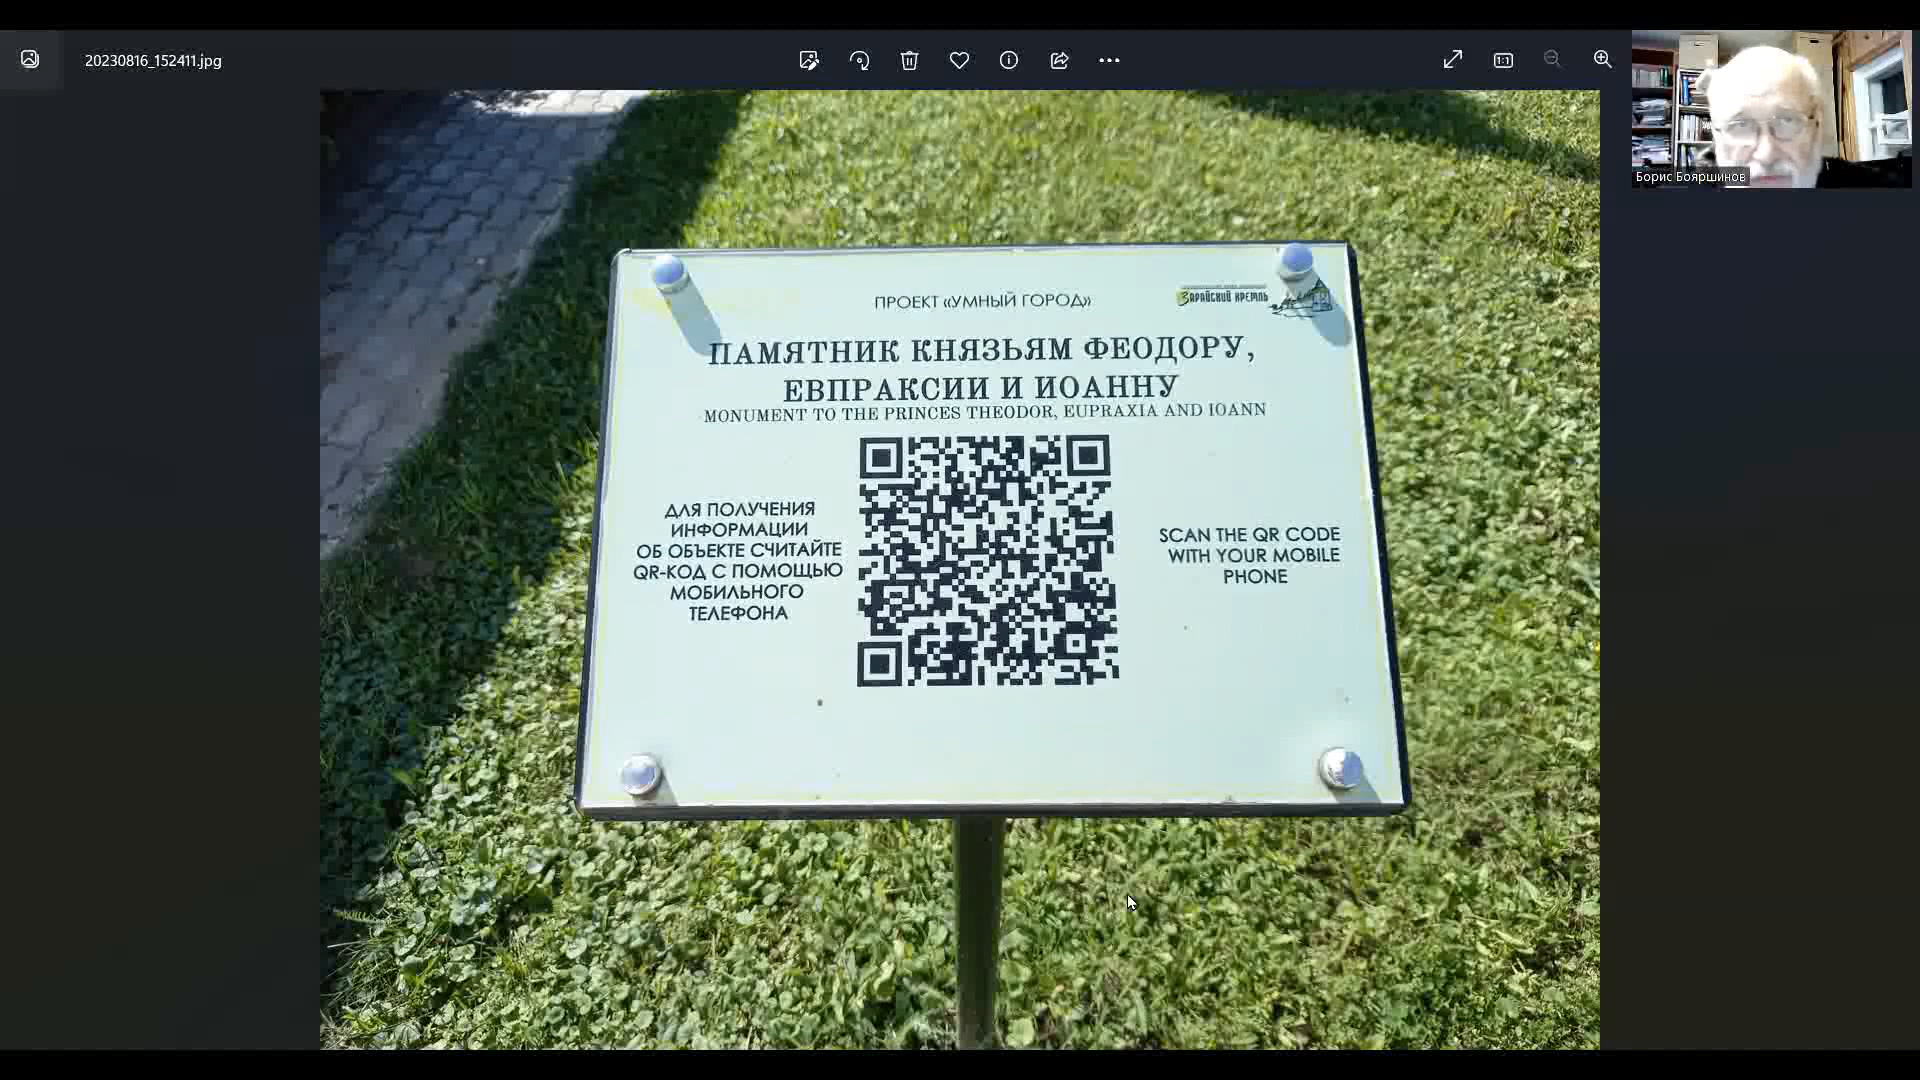 20230816_152411.jpg
Борис Бояршинов
ПРОЕКТ «УМНЫЙ ГОРОД»
ЗАРАЙСКИЙ КРЕМЛЬ
ПАМЯТНИК КНЯЗЬЯМ ФЕОДОРУ,
ЕВПРАКСИИ И ИОАННУ
MONUMENT TO THE PRINCES THEODOR, EUPRAXIA AND IOANN
ДЛЯ ПОЛУЧЕНИЯ
ИНФОРМАЦИИ
ОБ ОБЪЕКТЕ СЧИТАЙТЕ
QR-КОД С ПОМОЩЬЮ
МОБИЛЬНОГО
ТЕЛЕФОНА
SCAN THE QR CODE
WITH YOUR MOBILE
PHONE